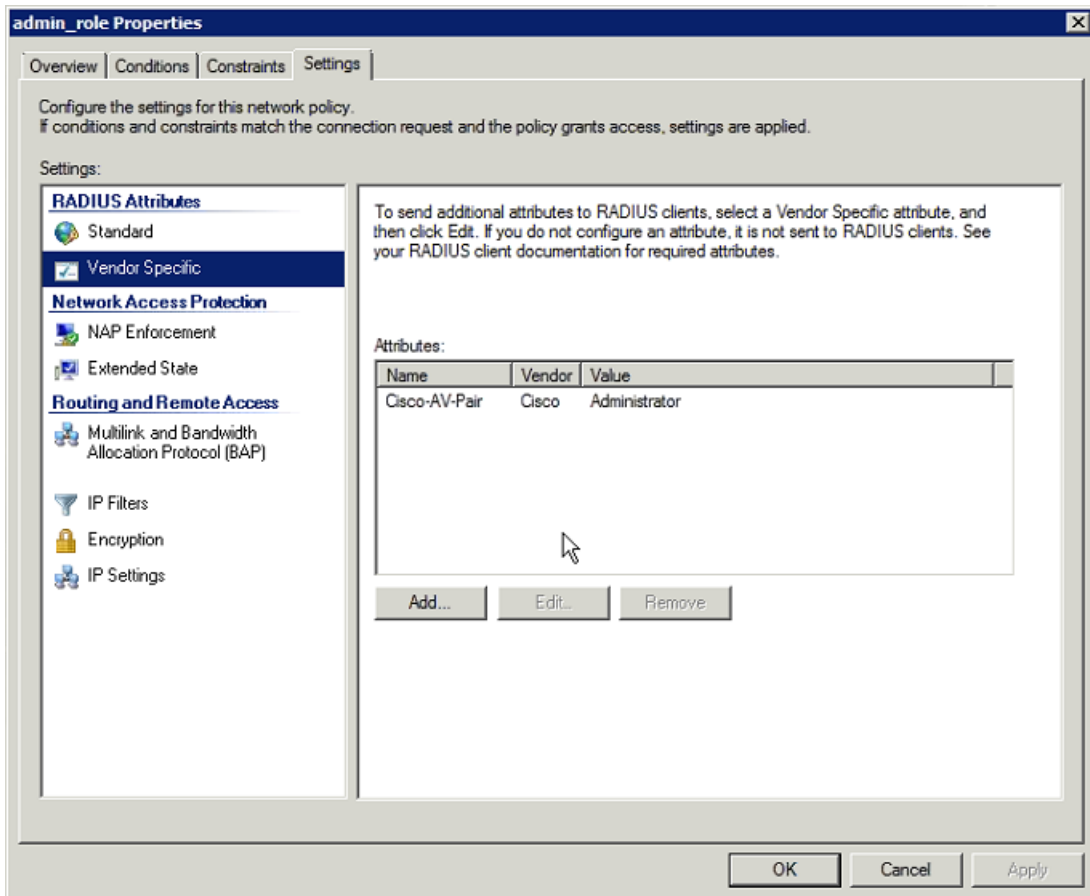 admin_role Properties
Overview
Conditions
Constraints
Settings
Configure the settings for this network policy.
If conditions and constraints match the connection request and the policy grants access, settings are applied.
Settings:
RADIUS Attributes
Standard
Vendor Specific
Network Access Protection
NAP Enforcement
Extended State
Routing and Remote Access
Multilink and Bandwidth
Allocation Protocol (BAP)
IP Filters
Encryption
IP Settings
To send additional attributes to RADIUS clients, select a Vendor Specific attribute, and
then click Edit. If you do not configure an attribute, it is not sent to RADIUS clients. See
your RADIUS client documentation for required attributes.
Attributes:
Name Vendor Value
Cisco-AV-Pair Cisco Administrator
Add...
Edit...
Remove
OK
Cancel
Apply